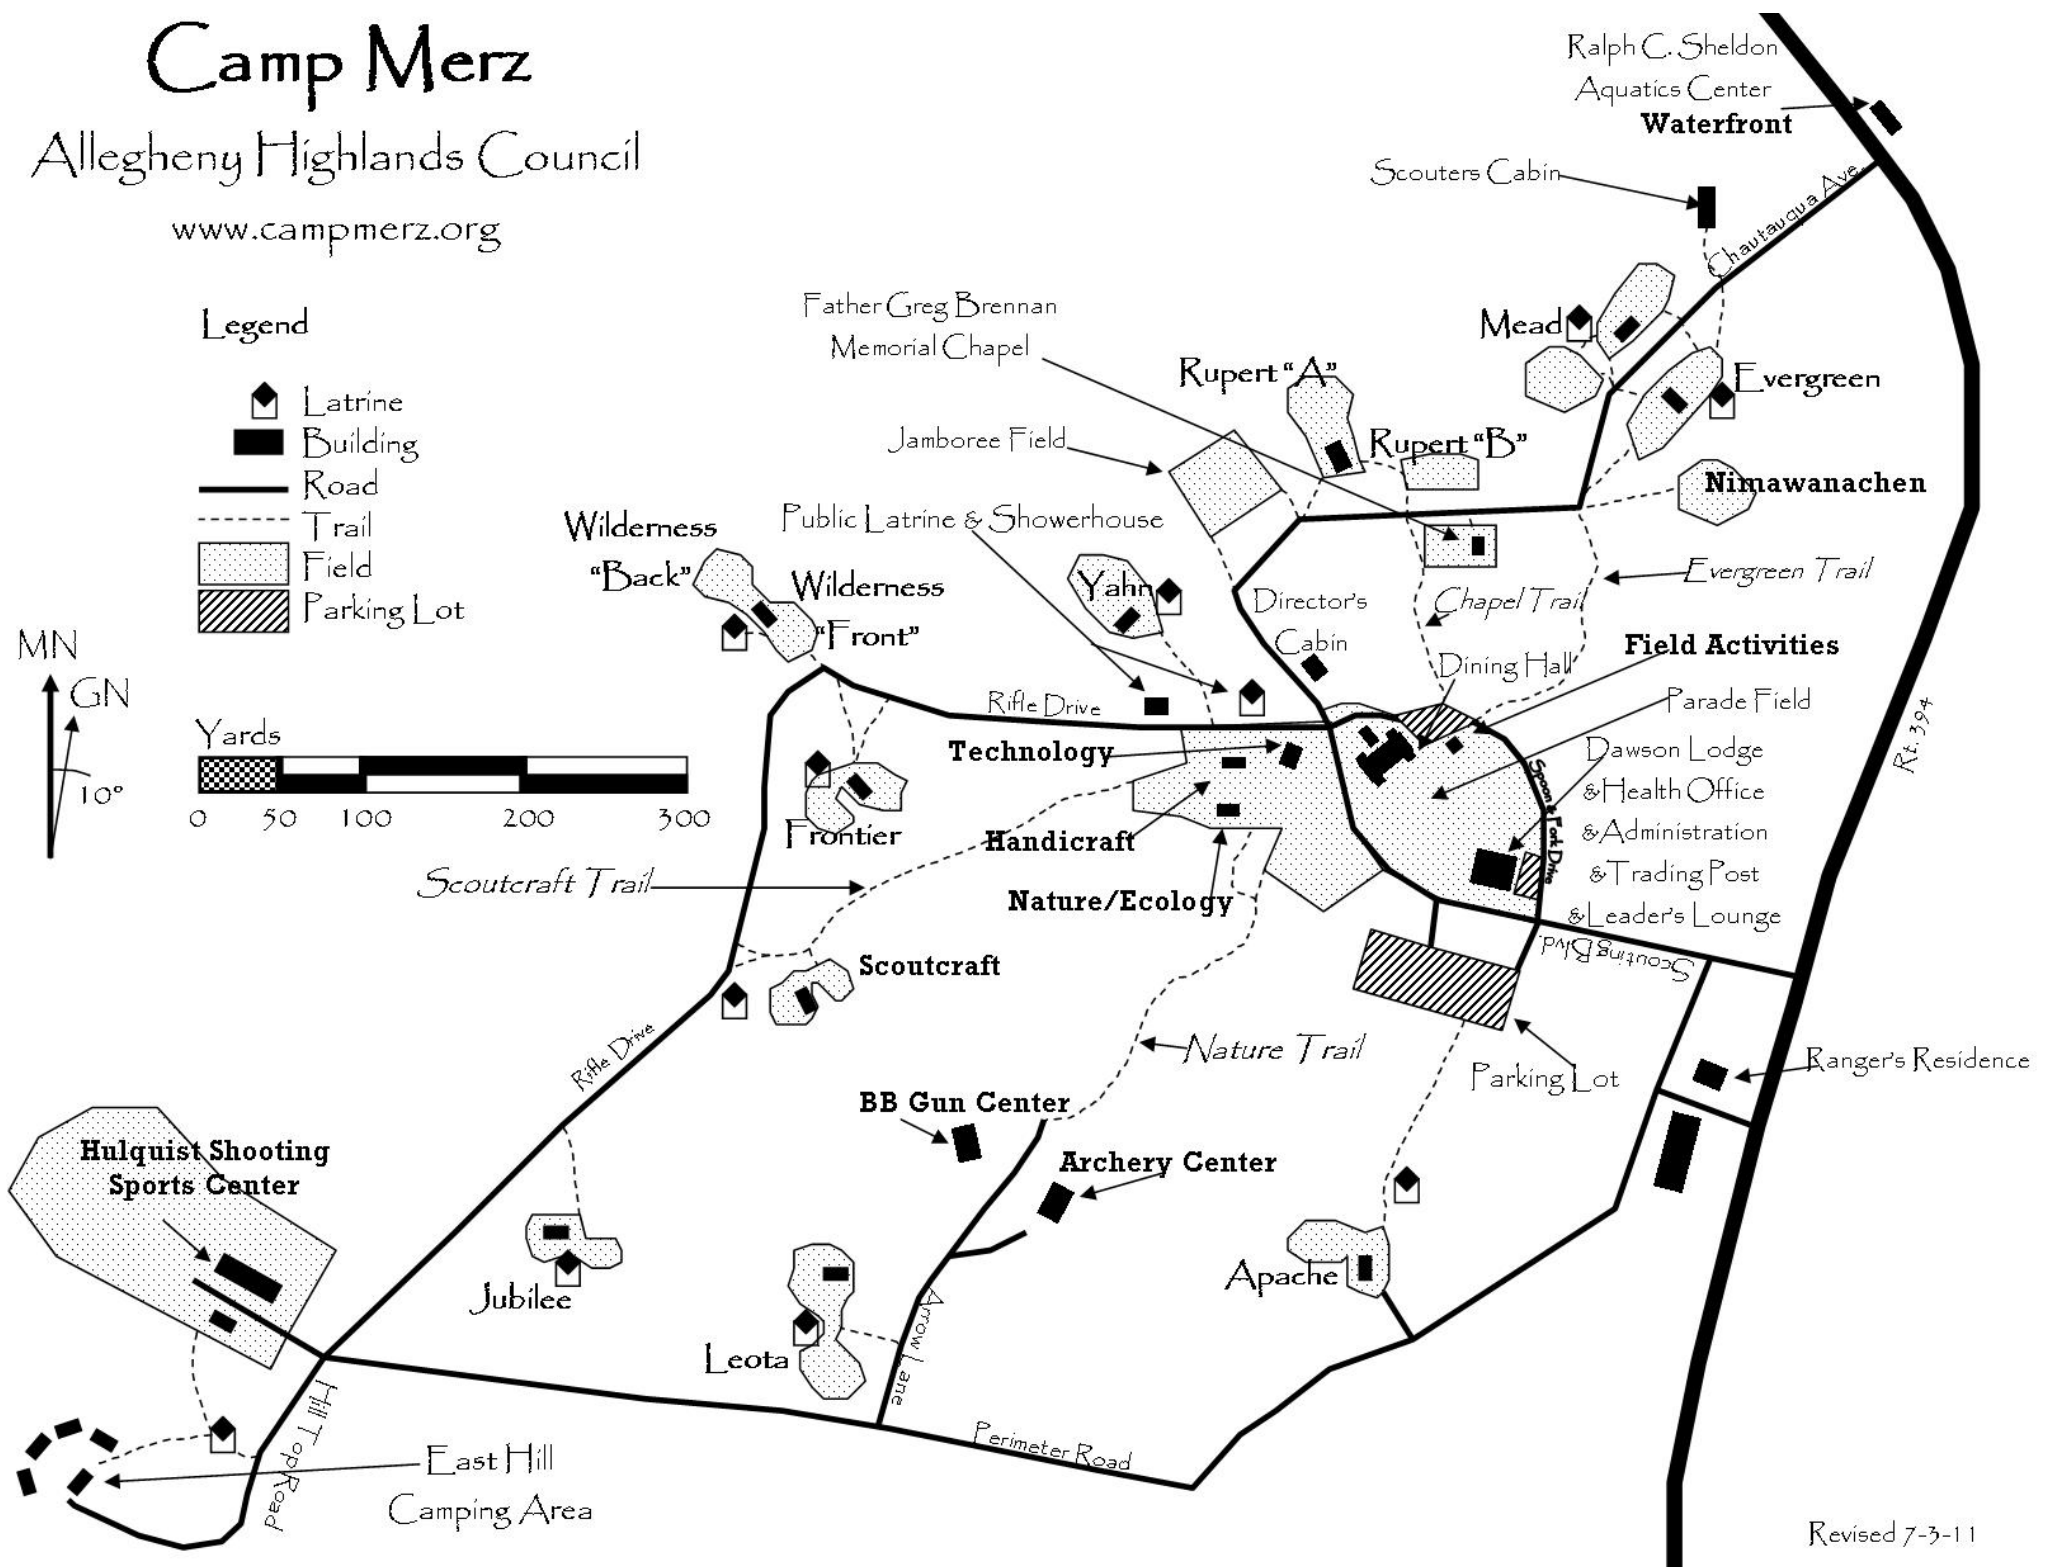 Camp Merz
Allegheny Highlands Council
www.campmerz.org
Legend
Latrine
Building
Road
Trail
Field
Parking Lot
MN
GN
10°
Yards
0 50 100 200 300
Ralph C. Sheldon
Aquatics Center
Waterfront
Scouters Cabin
Chautauqua Ave.
Mead
Evergreen
Father Greg Brennan
Memorial Chapel
Rupert "A"
Rupert "B"
Jamboree Field
Nimawanachen
Public Latrine & Showerhouse
Wilderness
"Back"
Wilderness
"Front"
Yahn
Evergreen Trail
Chapel Trail
Director's
Cabin
Field Activities
Dining Hall
Parade Field
Rifle Drive
Technology
Dawson Lodge
& Health Office
& Administration
& Trading Post
& Leader's Lounge
Spoon & Fork Drive
Rt. 394
Handicraft
Frontier
Scoutcraft Trail
Nature/Ecology
Scoutcraft
Scouting Blvd.
Rifle Drive
Nature Trail
Parking Lot
Ranger's Residence
BB Gun Center
Archery Center
Hulquist Shooting
Sports Center
Jubilee
Apache
Leota
Arrow Lane
Perimeter Road
Hill Top Road
East Hill
Camping Area
Revised 7-3-11